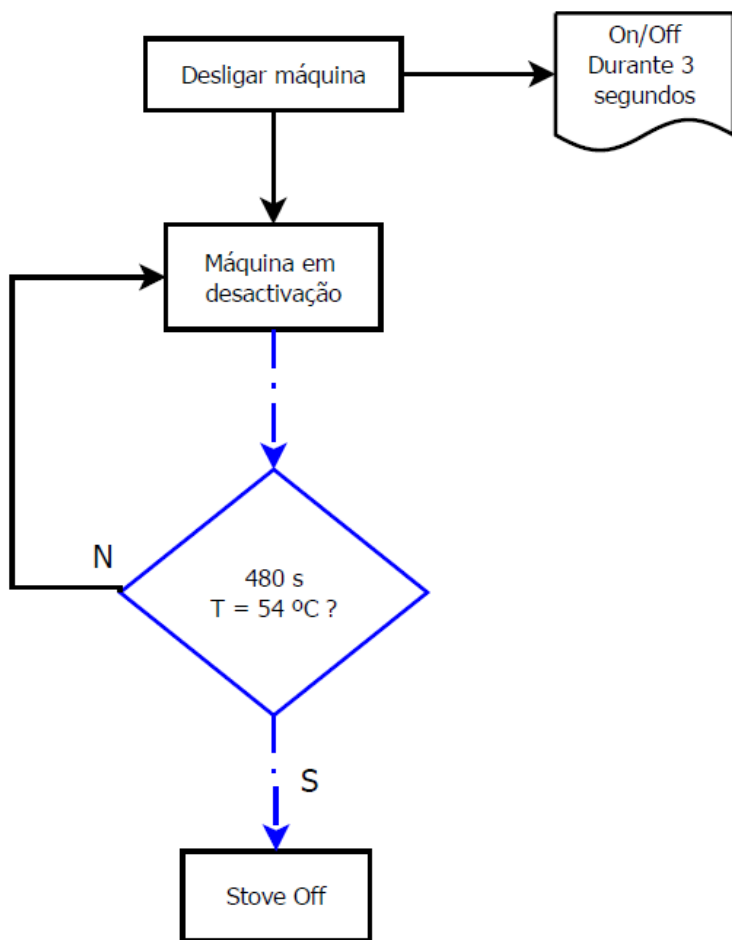 Desligar máquina
On/Off
Durante 3
segundos
Máquina em
desactivação
N
480 s
T = 54 ºC ?
S
Stove Off